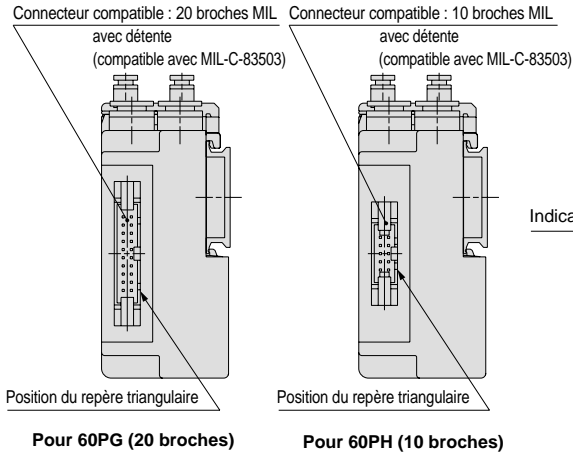 Connecteur compatible : 20 broches MIL
avec détente
(compatible avec MIL-C-83503)
Connecteur compatible : 10 broches MIL
avec détente
(compatible avec MIL-C-83503)
Indica
Position du repère triangulaire
Position du repère triangulaire
Pour 60PG (20 broches)
Pour 60PH (10 broches)